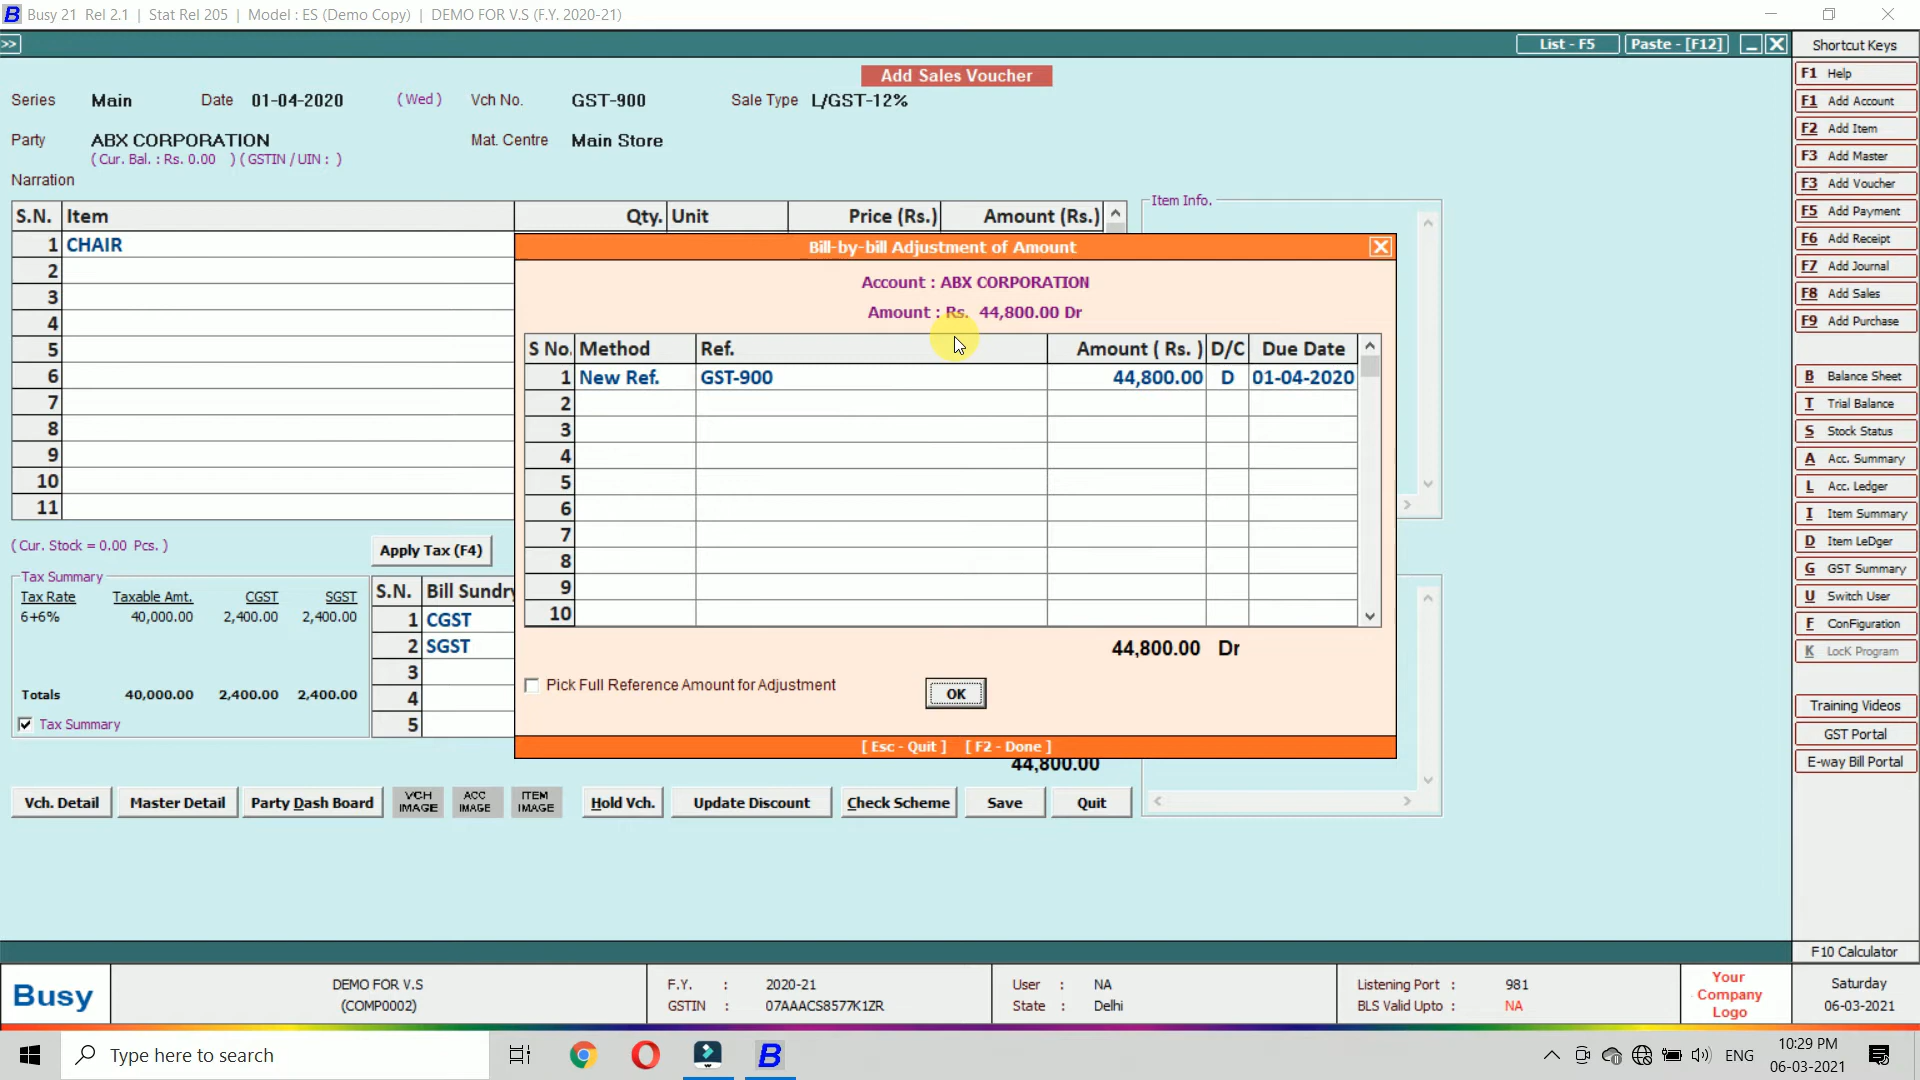 Busy 21 Rel 2.1 | Stat Rel 205 | Model : ES (Demo Copy) | DEMO FOR V.S (F.Y. 2020-21)
>> List - F5 Paste - [F12]
Add Sales Voucher
Series Main Date 01-04-2020 (Wed) Vch No. GST-900 Sale Type L/GST-12%
Party ABX CORPORATION Mat. Centre Main Store
( Cur. Bal. : Rs. 0.00 ) ( GSTIN / UIN : )
Narration
S.N. Item Qty. Unit Price (Rs.) Amount (Rs.)
Item Info.
1 CHAIR
2
3
4
5
6
7
8
9
10
11
Bill-by-bill Adjustment of Amount
Account : ABX CORPORATION
Amount : Rs. 44,800.00 Dr
S No. Method Ref. Amount ( Rs. ) D/C Due Date
1 New Ref. GST-900 44,800.00 D 01-04-2020
2
3
4
5
6
7
8
9
10
44,800.00 Dr
Pick Full Reference Amount for Adjustment
OK
[ Esc - Quit ] [ F2 - Done ]
( Cur. Stock = 0.00 Pcs. )
Apply Tax (F4)
Tax Summary
Tax Rate Taxable Amt. CGST SGST
6+6% 40,000.00 2,400.00 2,400.00
Totals 40,000.00 2,400.00 2,400.00
Tax Summary
S.N. Bill Sundry
1 CGST
2 SGST
3
4
5
44,800.00
Vch. Detail Master Detail Party Dash Board VCH IMAGE ACC IMAGE ITEM IMAGE Hold Vch. Update Discount Check Scheme Save Quit
Shortcut Keys
F1 Help
F1 Add Account
F2 Add Item
F3 Add Master
F3 Add Voucher
F5 Add Payment
F6 Add Receipt
F7 Add Journal
F8 Add Sales
F9 Add Purchase
B Balance Sheet
T Trial Balance
S Stock Status
A Acc. Summary
L Acc. Ledger
I Item Summary
D Item LeDger
G GST Summary
U Switch User
F ConFiguration
K LocK Program
Training Videos
GST Portal
E-way Bill Portal
F10 Calculator
Busy
DEMO FOR V.S
(COMP0002)
F.Y. : 2020-21
GSTIN : 07AAACS8577K1ZR
User : NA
State : Delhi
Listening Port : 981
BLS Valid Upto : NA
Your
Company
Logo
Saturday
06-03-2021
Type here to search
B
ENG
10:29 PM
06-03-2021